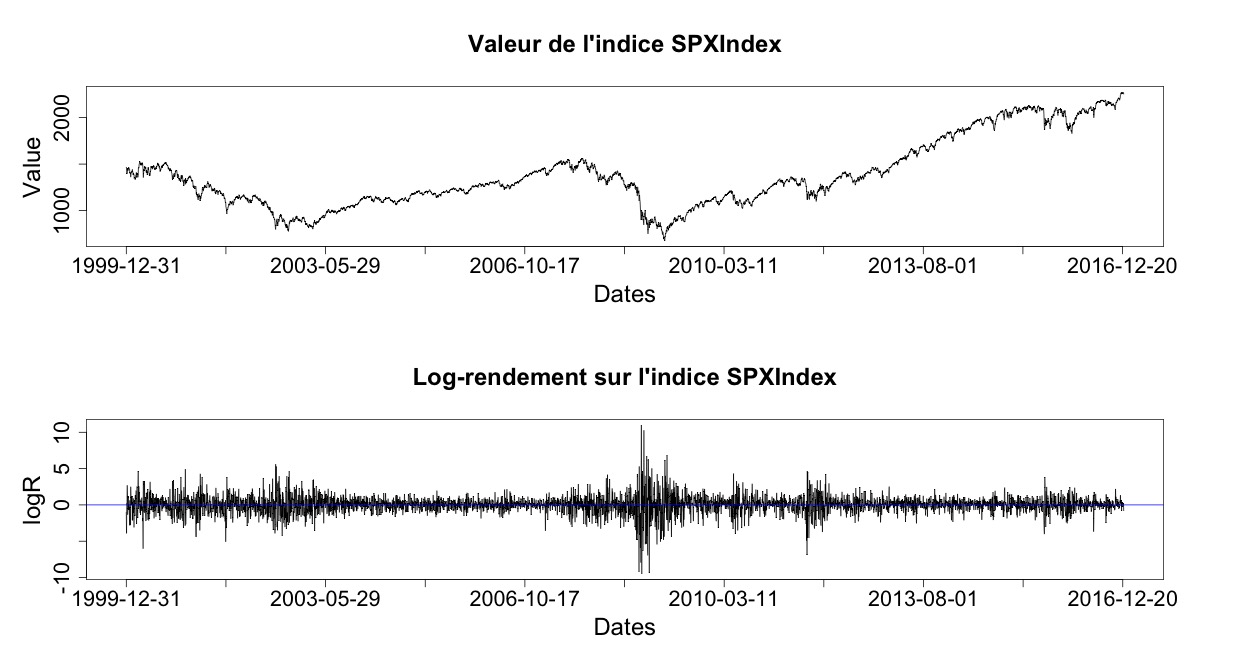 Valeur de l'indice SPXIndex
Value
2000
1000
1999-12-31 2003-05-29 2006-10-17 2010-03-11 2013-08-01 2016-12-20
Dates
Log-rendement sur l'indice SPXIndex
logR
10
5
0
-10
1999-12-31 2003-05-29 2006-10-17 2010-03-11 2013-08-01 2016-12-20
Dates